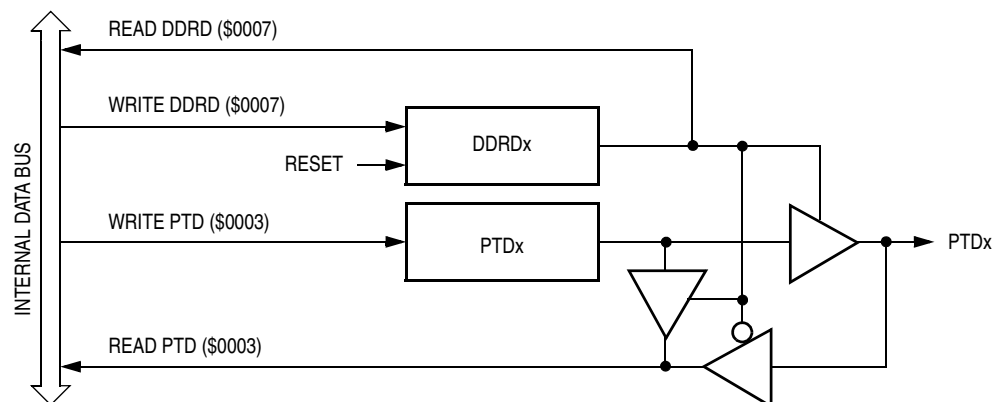 READ DDRD ($0007)
WRITE DDRD ($0007)
DDRDx
RESET
WRITE PTD ($0003)
PTDx
PTDx
READ PTD ($0003)
INTERNAL DATA BUS